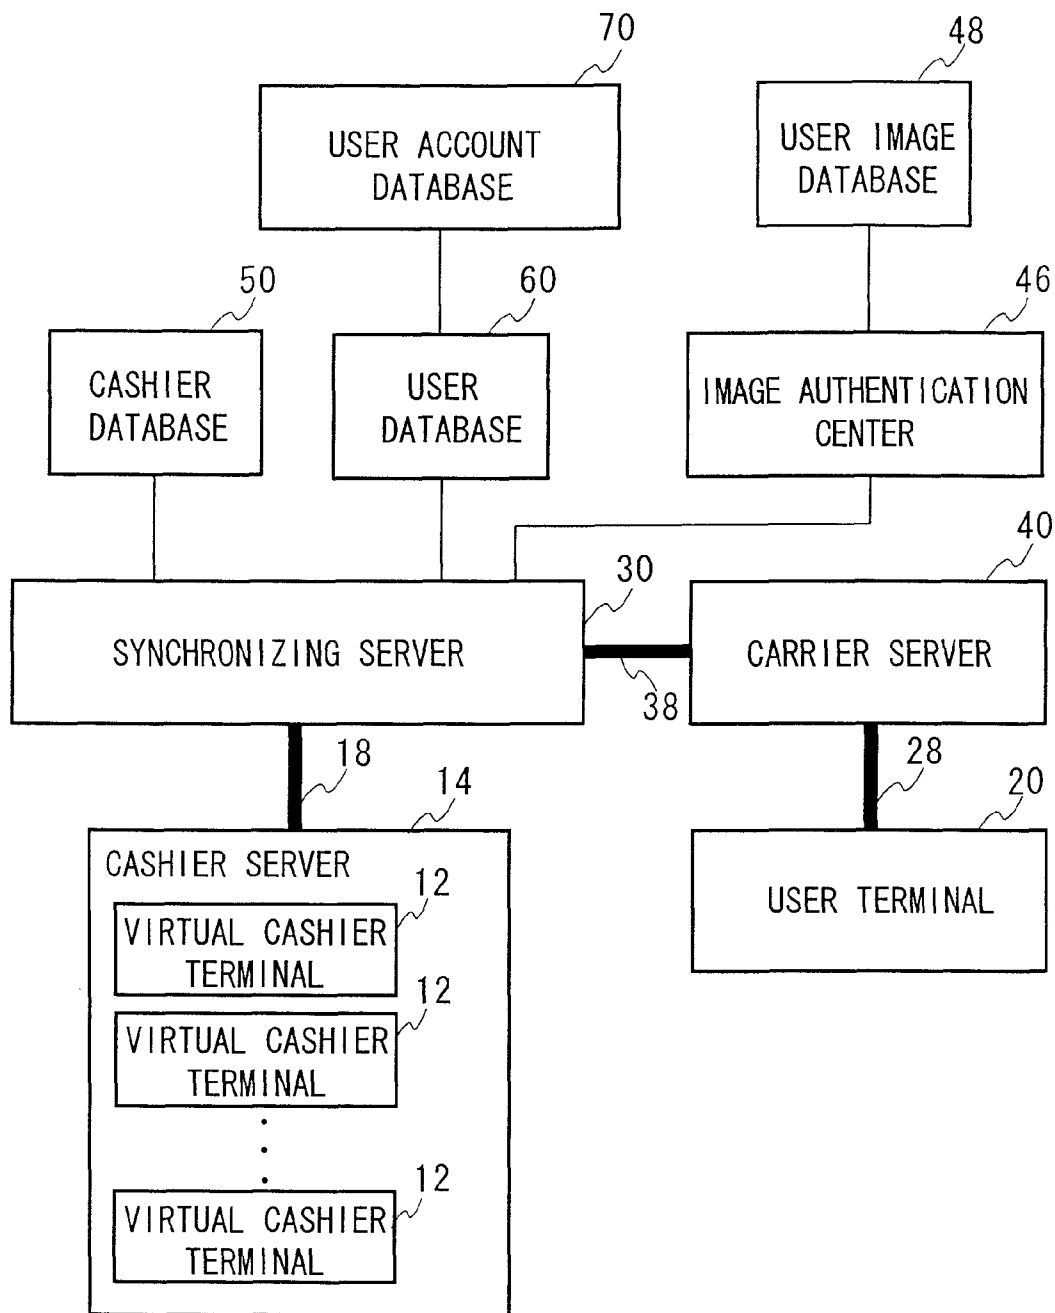 70
48
USER ACCOUNT
DATABASE
USER IMAGE
DATABASE
50
60
46
CASHIER
DATABASE
USER
DATABASE
IMAGE AUTHENTICATION
CENTER
40
30
SYNCHRONIZING SERVER
CARRIER SERVER
38
18
28
14
20
CASHIER SERVER
USER TERMINAL
12
VIRTUAL CASHIER
TERMINAL
12
VIRTUAL CASHIER
TERMINAL
12
VIRTUAL CASHIER
TERMINAL